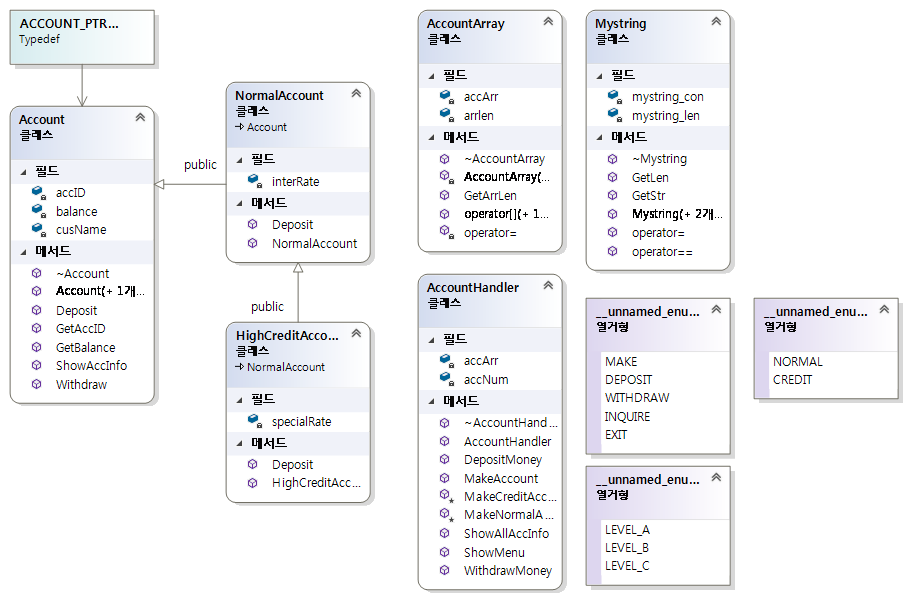 ACCOUNT_PTR...
Typedef
Account
클래스
필드
accID
balance
cusName
메서드
~Account
Account(+ 1개...
Deposit
GetAccID
GetBalance
ShowAccInfo
Withdraw
public
NormalAccount
클래스
Account
필드
interRate
메서드
Deposit
NormalAccount
public
HighCreditAcco...
클래스
NormalAccount
필드
specialRate
메서드
Deposit
HighCreditAcc...
AccountArray
클래스
필드
accArr
arrlen
메서드
~AccountArray
AccountArray(...
GetArrLen
operator[](+ 1...
operator=
AccountHandler
클래스
필드
accArr
accNum
메서드
~AccountHand...
AccountHandler
DepositMoney
MakeAccount
MakeCreditAcc...
MakeNormalA...
ShowAllAccInfo
ShowMenu
WithdrawMoney
Mystring
클래스
필드
mystring_con
mystring_len
메서드
~Mystring
GetLen
GetStr
Mystring(+ 2개...
operator=
operator==
__unnamed_enu...
열거형
MAKE
DEPOSIT
WITHDRAW
INQUIRE
EXIT
__unnamed_enu...
열거형
NORMAL
CREDIT
__unnamed_enu...
열거형
LEVEL_A
LEVEL_B
LEVEL_C